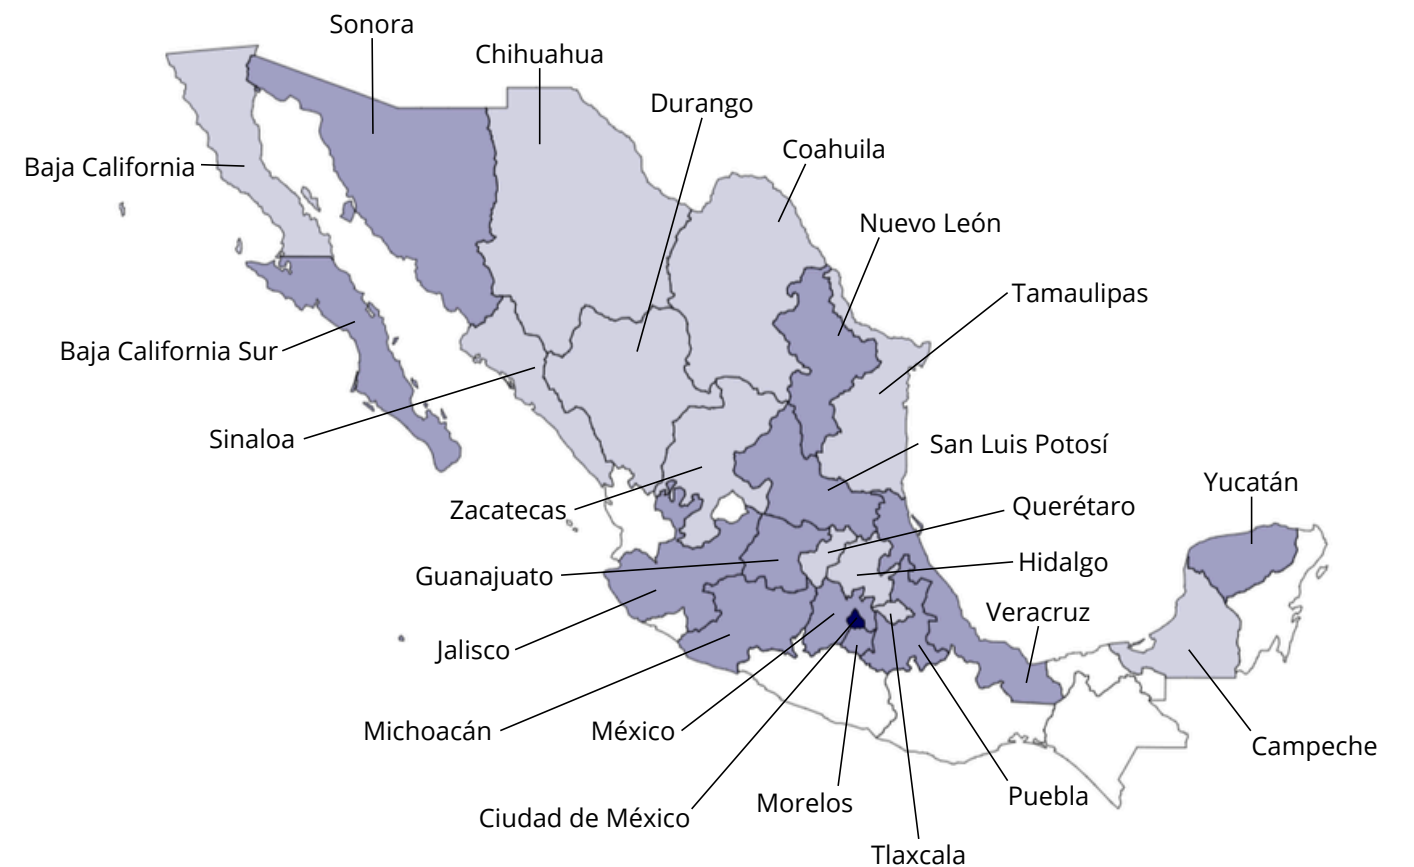 Sonora
Chihuahua
Durango
Coahuila
Baja California
Nuevo León
Tamaulipas
Baja California Sur
Sinaloa
San Luis Potosí
Yucatán
Zacatecas
Querétaro
Hidalgo
Guanajuato
Veracruz
Jalisco
Michoacán
México
Campeche
Puebla
Morelos
Ciudad de México
Tlaxcala